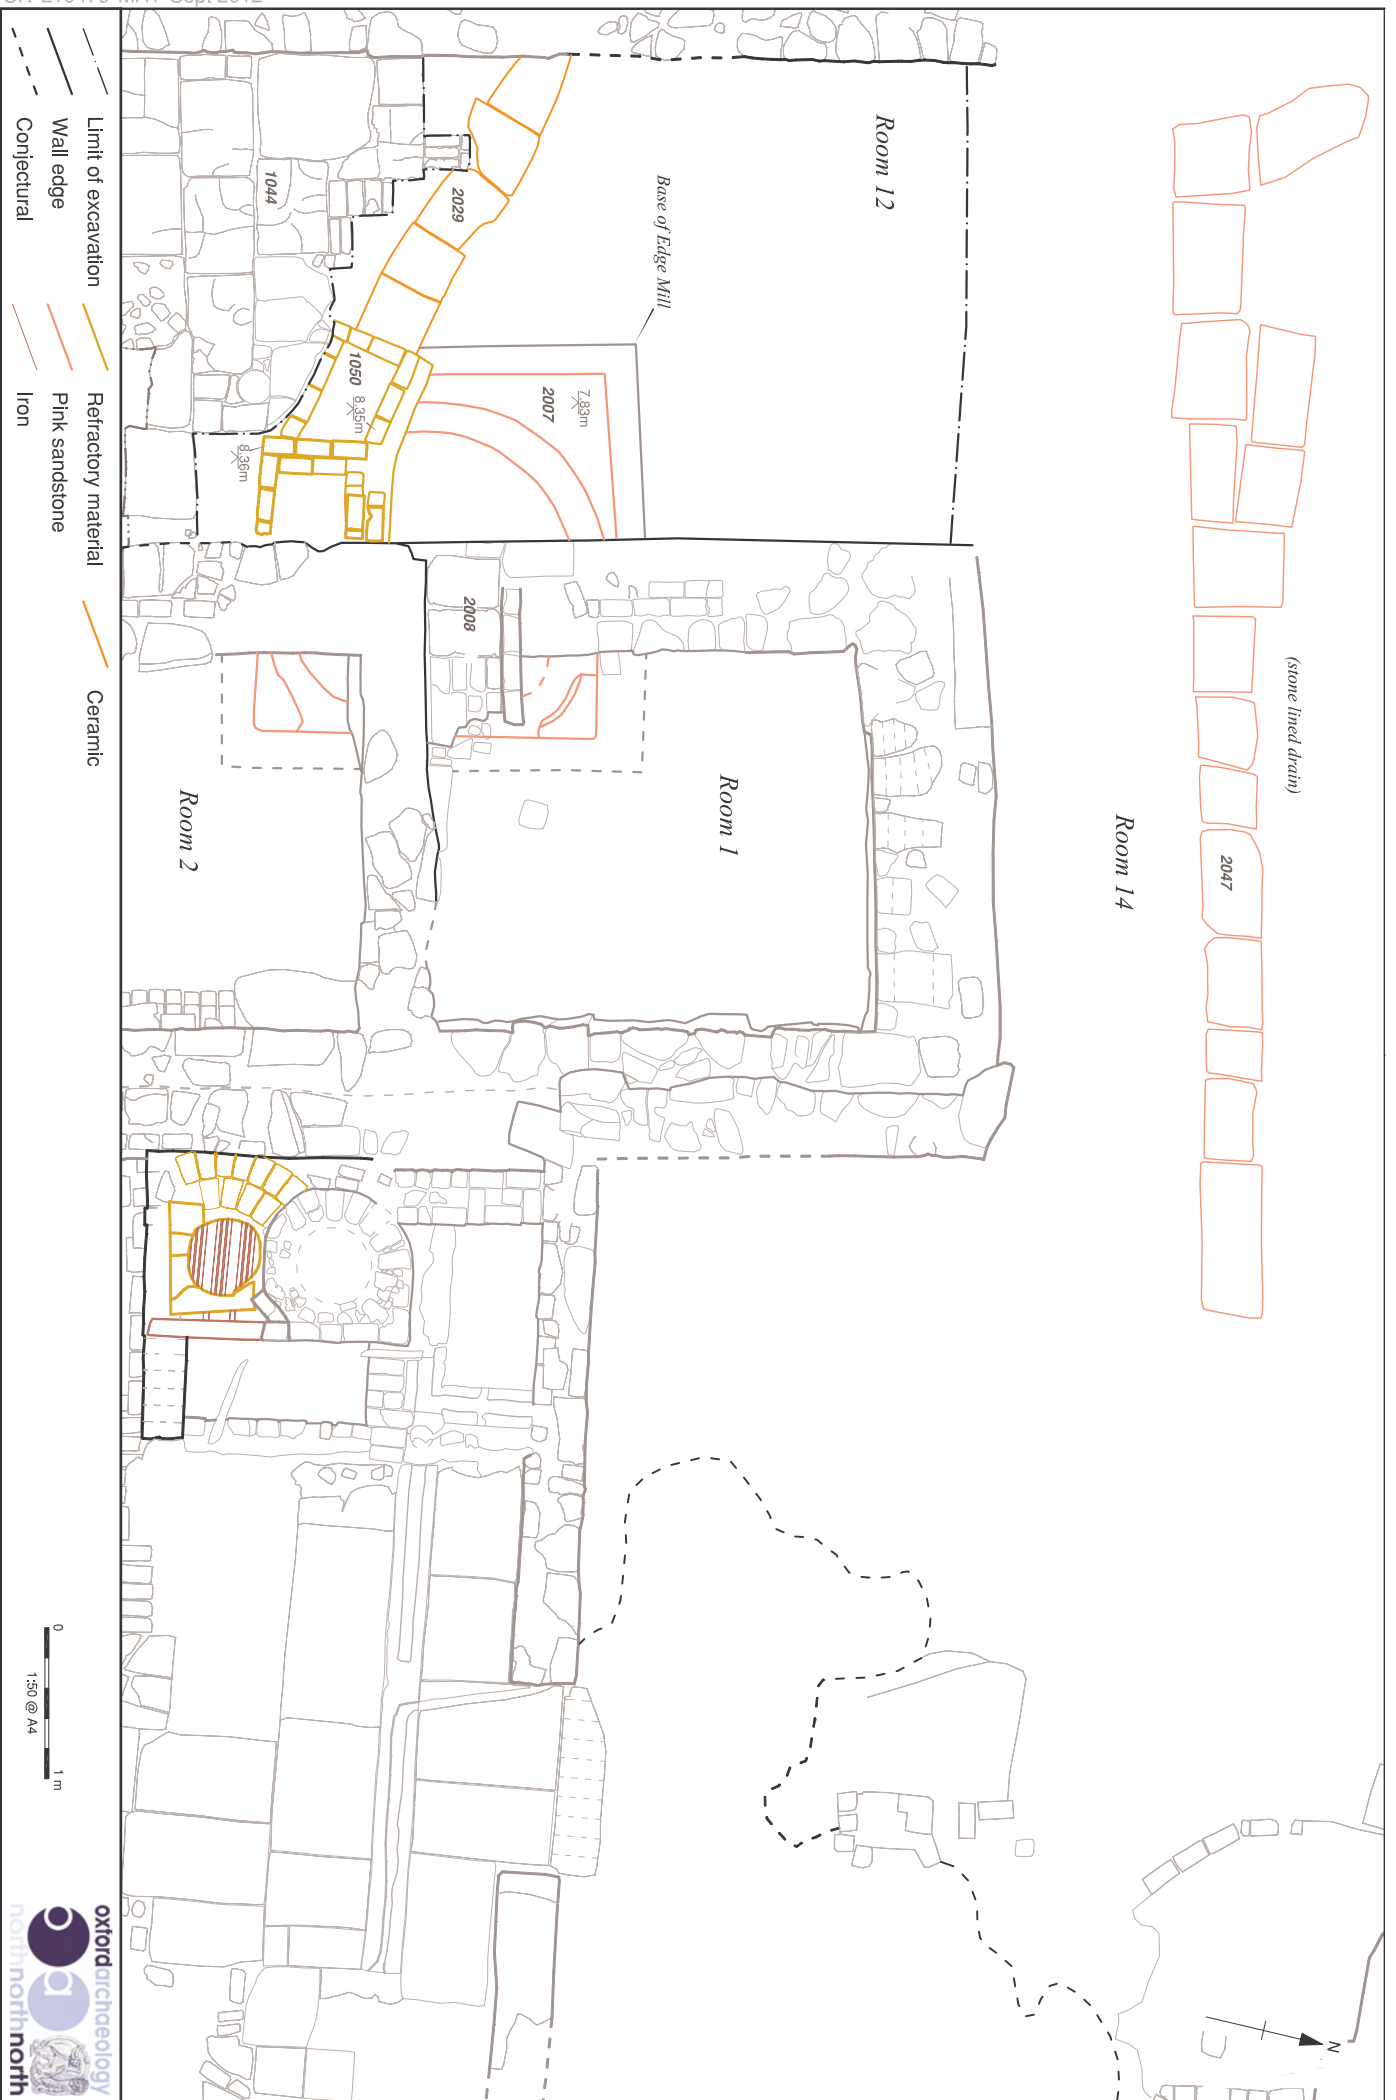 Room 12
Base of Edge Mill
1044
2029
1050
8.35m
2007
7.83m
8.36m
2008
(stone lined drain)
2047
Room 14
Room 1
Room 2
N
Limit of excavation
Wall edge
Conjectural
Refractory material
Pink sandstone
Iron
Ceramic
0
1 m
1:50 @ A4
oxfordarchaeology
northnorthnorth